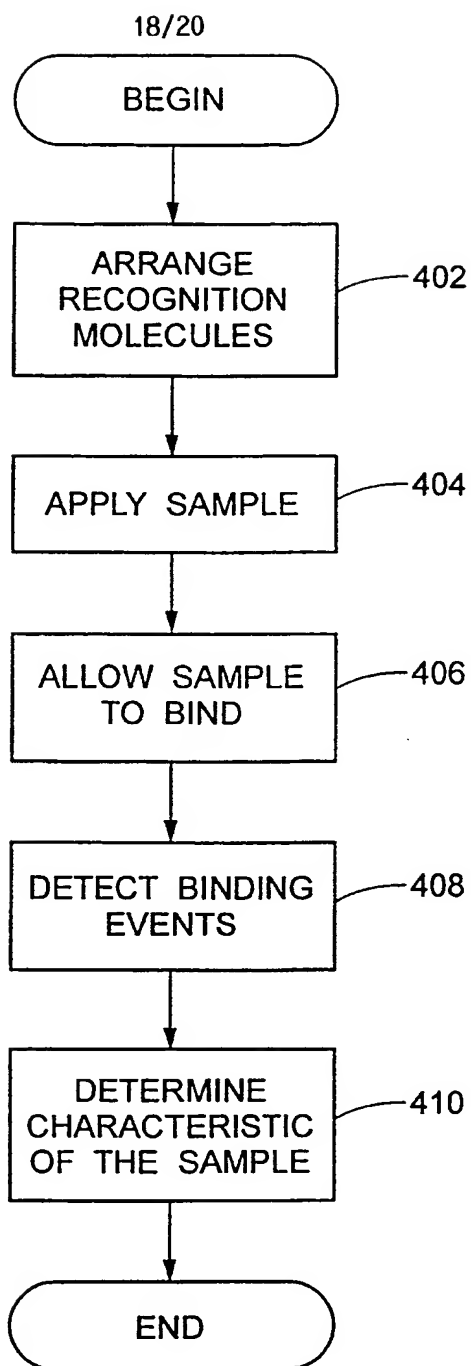 18/20
BEGIN
ARRANGE
RECOGNITION
MOLECULES
402
APPLY SAMPLE
404
ALLOW SAMPLE
TO BIND
406
DETECT BINDING
EVENTS
408
DETERMINE
CHARACTERISTIC
OF THE SAMPLE
410
END